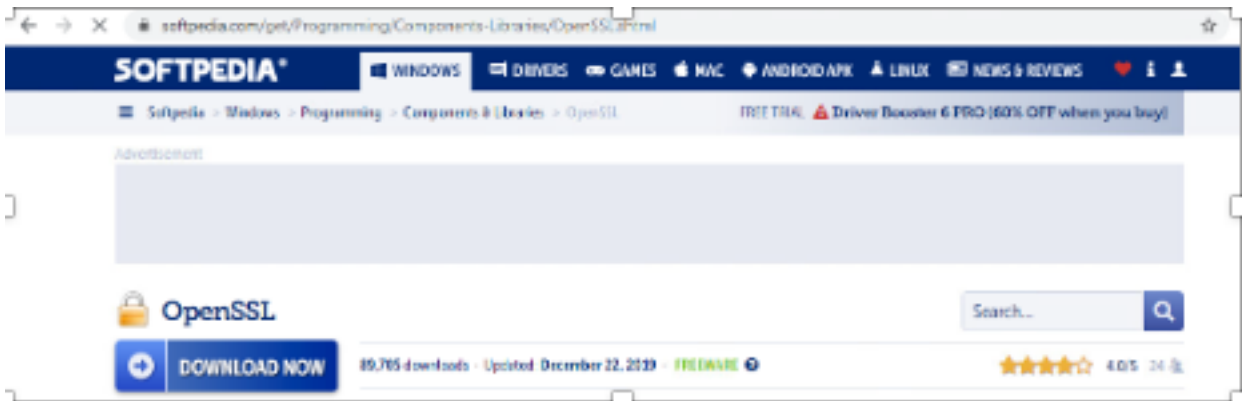 softpedia.com/get/Programming/Components-Libraries/OpenSSL.shtml
SOFTPEDIA® WINDOWS DRIVERS GAMES MAC ANDROID APK LINUX NEWS & REVIEWS
Softpedia > Windows > Programming > Components & Libraries > OpenSSL FREE TRIAL Driver Booster 6 PRO (60% OFF when you buy)
Advertisement
OpenSSL Search...
DOWNLOAD NOW 89,705 downloads · Updated December 22, 2019 · FREEWARE 4.0/5 24